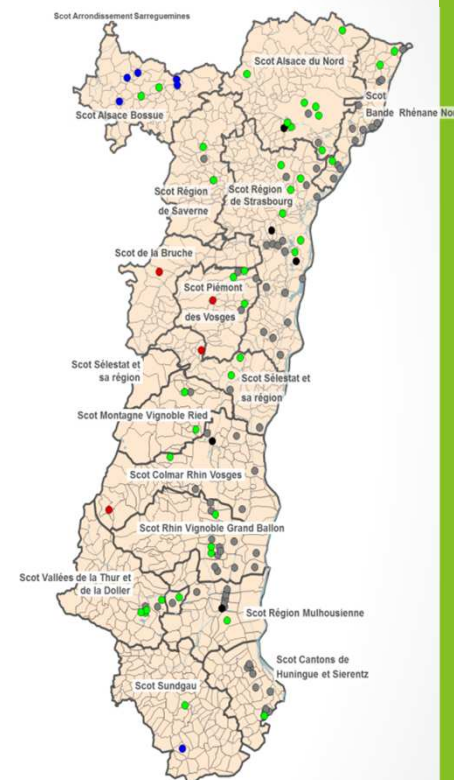 Scot Arrondissement Sarreguemines
Scot Alsace du Nord
Scot
Bande Rhénane Nor
Scot Alsace Bossue
Scot Région
de Saverne
Scot Région
de Strasbourg
Scot de la Bruche
Scot Piémont
des Vosges
Scot Sélestat et
sa région
Scot Sélestat et
sa région
Scot Montagne Vignoble Ried
Scot Colmar Rhin Vosges
Scot Rhin Vignoble Grand Ballon
Scot Vallées de la Thur et
de la Doller
Scot Région Mulhousienne
Scot Cantons de
Huningue et Sierentz
Scot Sundgau